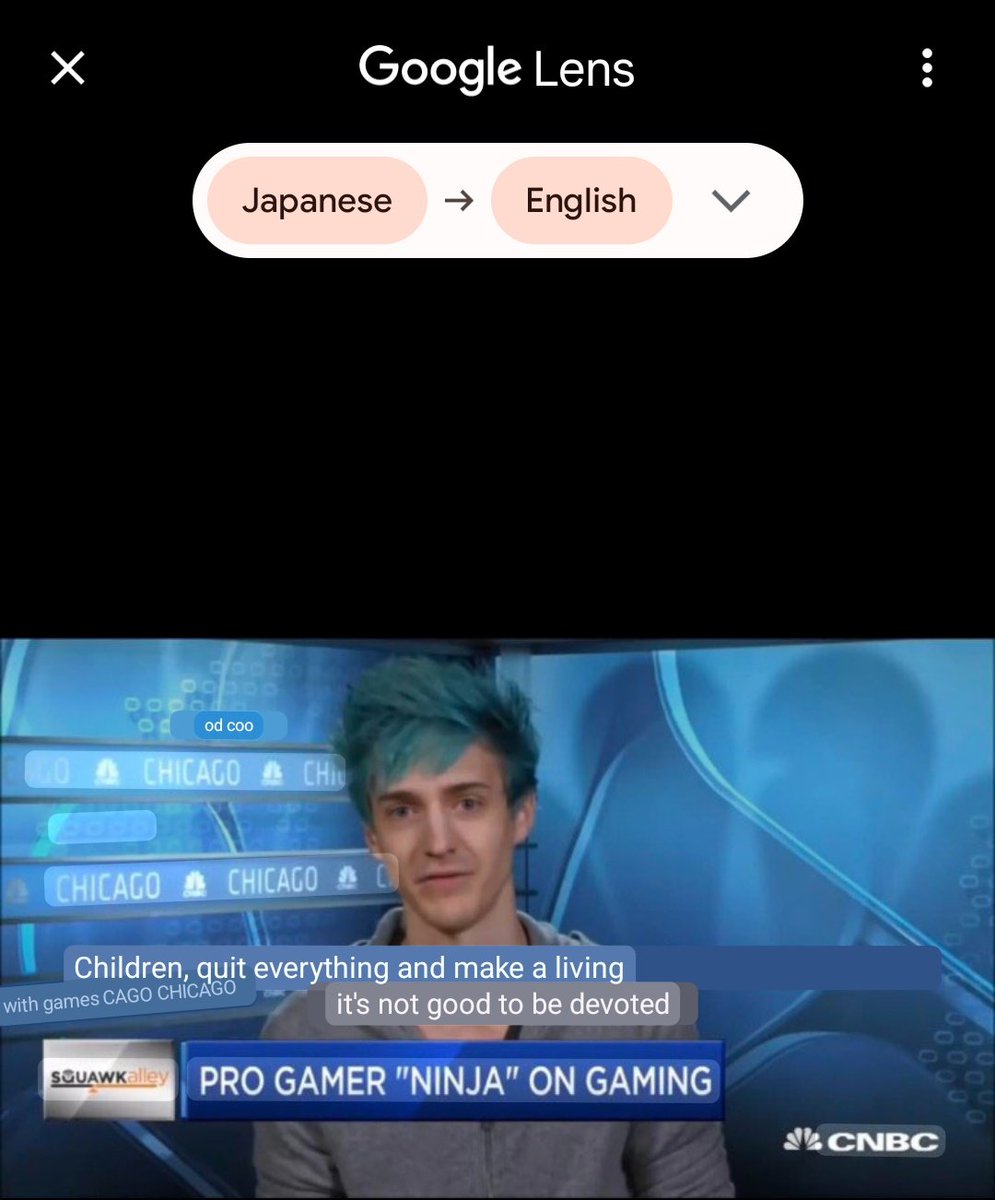 Google Lens
Japanese → English
od coo
CHICAGO CHI
CHICAGO CHICAGO C
Children, quit everything and make a living
with games CAGO CHICAGO
it's not good to be devoted
SQUAWKalley
PRO GAMER "NINJA" ON GAMING
CNBC